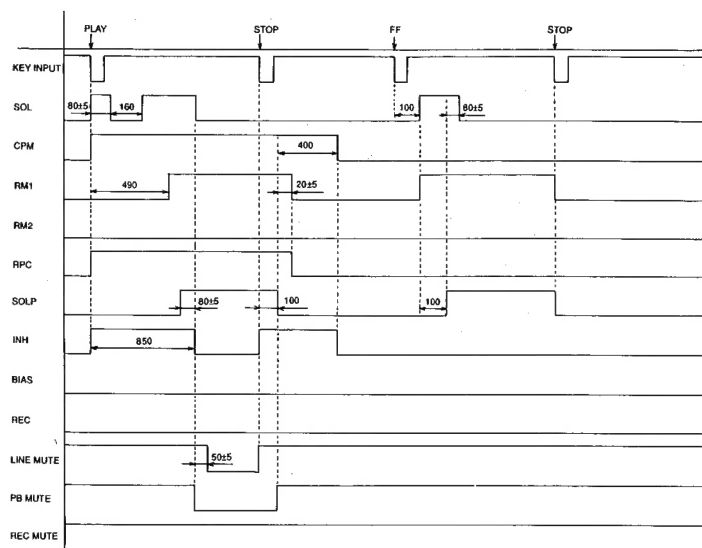 PLAY STOP FF STOP
KEY INPUT
SOL 80±5 160 100 80±5
CPM 400
RM1 490 20±5
RM2
RPC
SOLP 80±5 100 100
INH 850
BIAS
REC
LINE MUTE 50±5
PB MUTE
REC MUTE